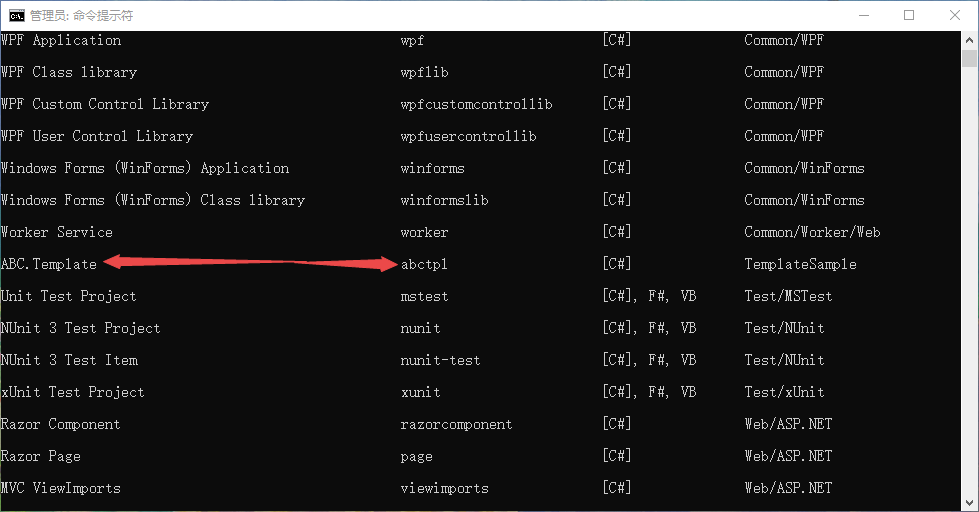 管理员: 命令提示符
WPF Application wpf [C#] Common/WPF
WPF Class library wpflib [C#] Common/WPF
WPF Custom Control Library wpfcustomcontrollib [C#] Common/WPF
WPF User Control Library wpfusercontrollib [C#] Common/WPF
Windows Forms (WinForms) Application winforms [C#] Common/WinForms
Windows Forms (WinForms) Class library winformslib [C#] Common/WinForms
Worker Service worker [C#] Common/Worker/Web
ABC.Template abctpl [C#] TemplateSample
Unit Test Project mstest [C#], F#, VB Test/MSTest
NUnit 3 Test Project nunit [C#], F#, VB Test/NUnit
NUnit 3 Test Item nunit-test [C#], F#, VB Test/NUnit
xUnit Test Project xunit [C#], F#, VB Test/xUnit
Razor Component razorcomponent [C#] Web/ASP.NET
Razor Page page [C#] Web/ASP.NET
MVC ViewImports viewimports [C#] Web/ASP.NET